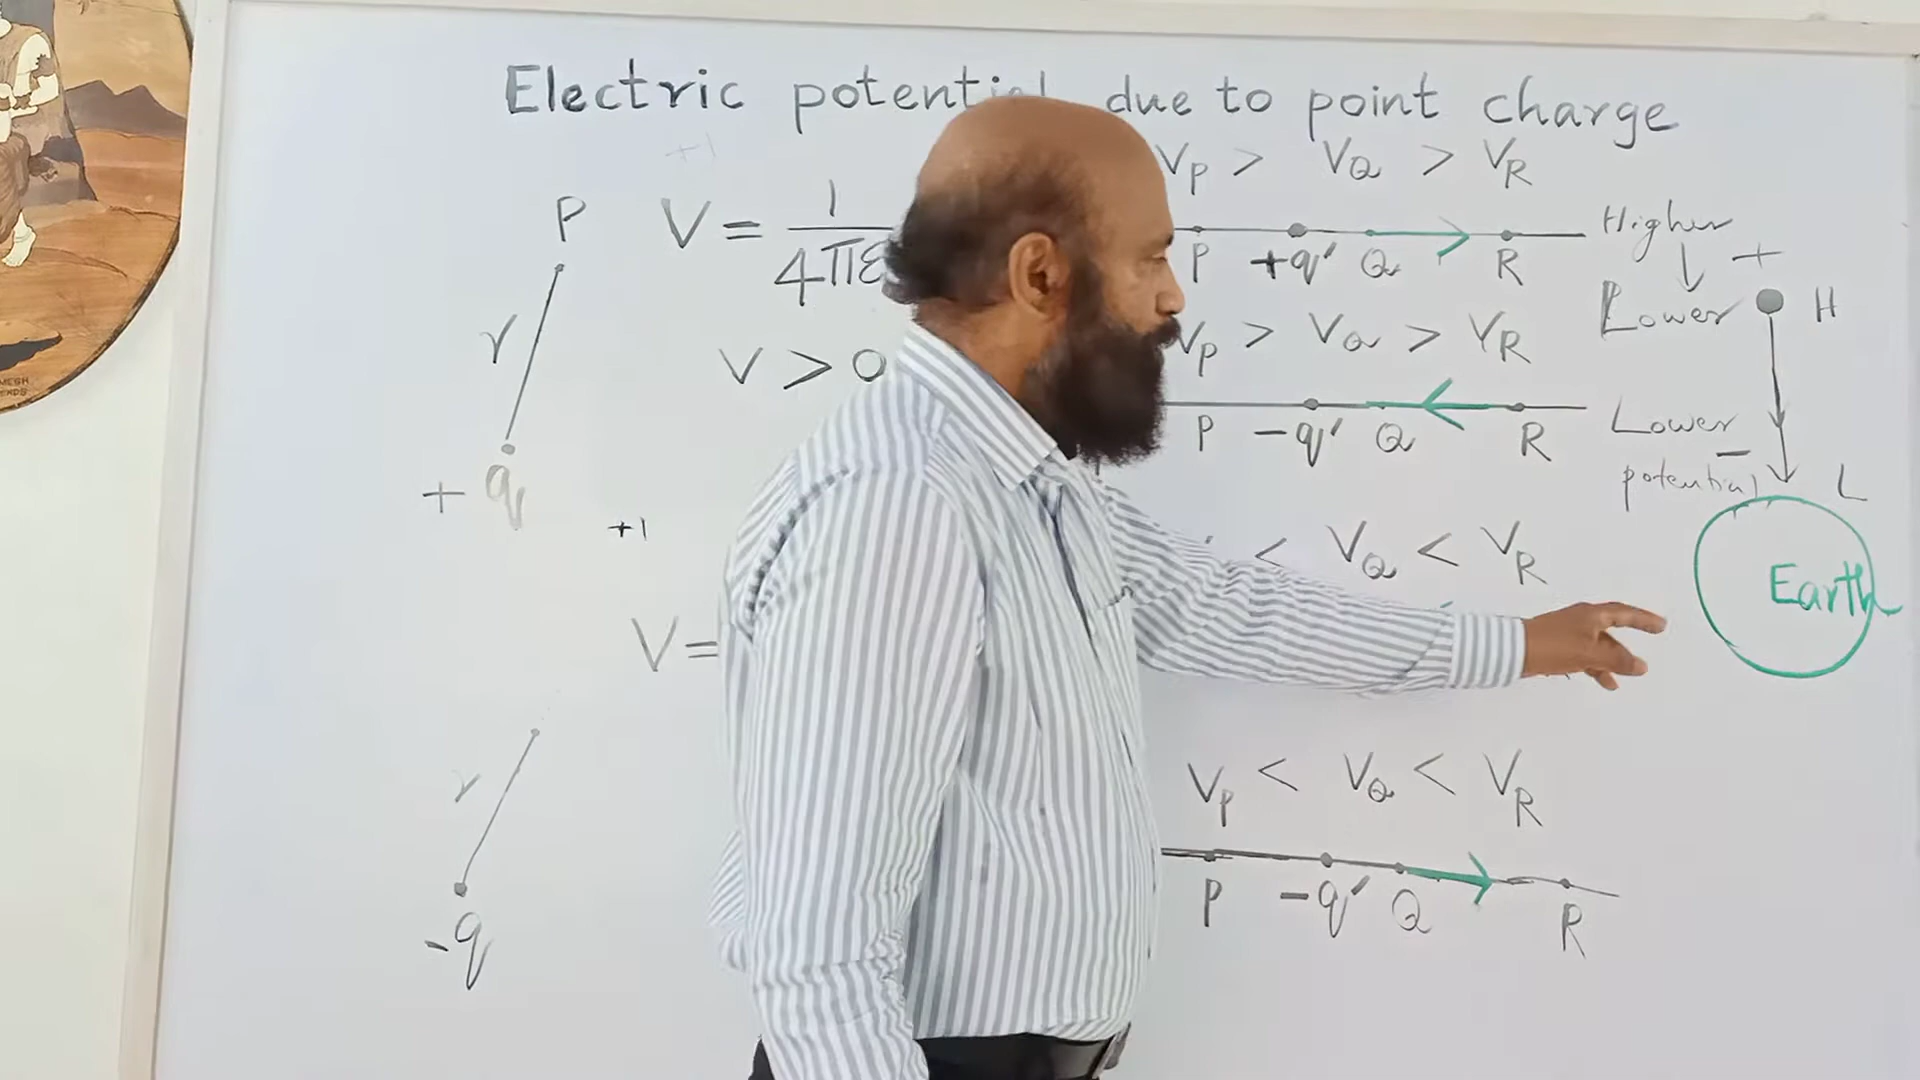 Electric potenti due to point charge
+1
P V = 1
4πε
r
V > 0
+ q
+1
V =
r
-q
VP > VQ > VR
P +q' Q R
VP > VQ > VR
P -q' Q R
< VQ < VR
VP < VQ < VR
P -q' Q R
Higher
↓ +
Lower H
Lower -
potential L
Earth